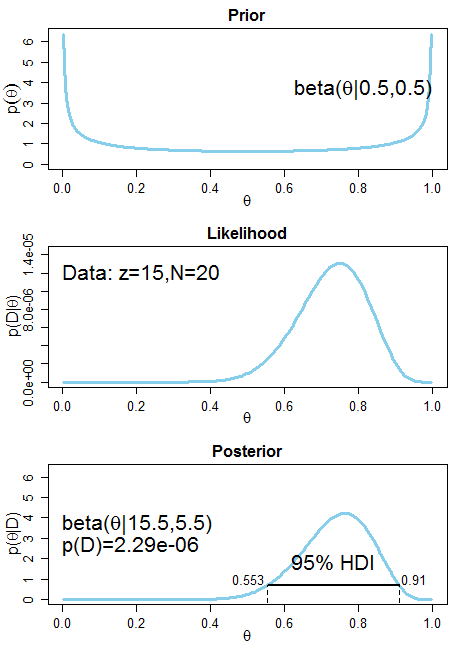 Prior
p(θ)
0 1 2 3 4 5 6
beta(θ|0.5,0.5)
0.0 0.2 0.4 0.6 0.8 1.0
θ
Likelihood
p(D|θ)
0.0e+00 8.0e-06 1.4e-05
Data: z=15,N=20
0.0 0.2 0.4 0.6 0.8 1.0
θ
Posterior
p(θ|D)
0 1 2 3 4 5 6
beta(θ|15.5,5.5)
p(D)=2.29e-06
95% HDI
0.553 0.91
0.0 0.2 0.4 0.6 0.8 1.0
θ